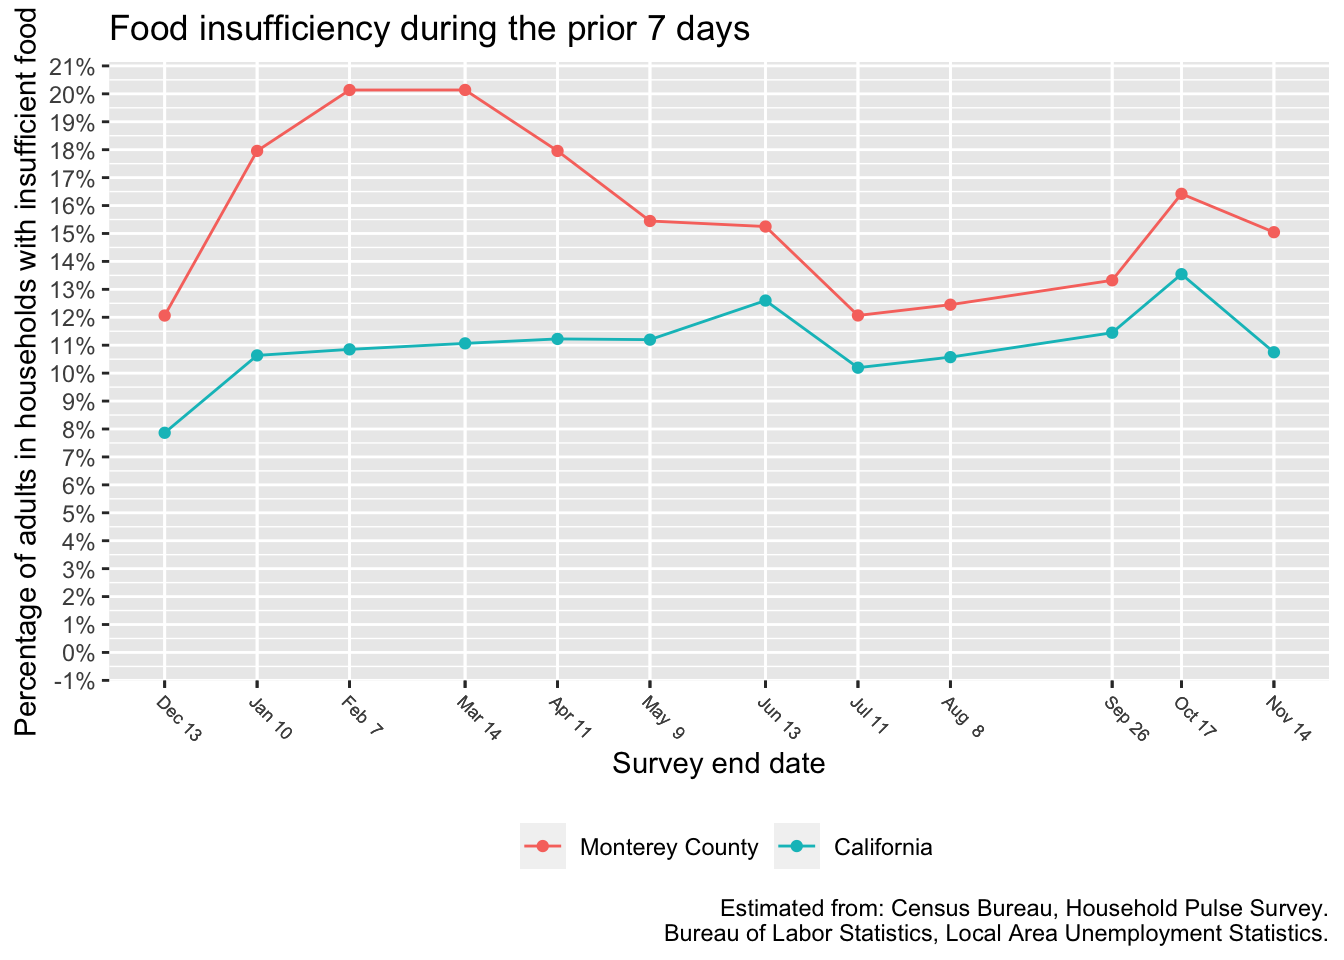 Food insufficiency during the prior 7 days
Percentage of adults in households with insufficient food
21%
20%
19%
18%
17%
16%
15%
14%
13%
12%
11%
10%
9%
8%
7%
6%
5%
4%
3%
2%
1%
0%
-1%
Dec 13
Jan 10
Feb 7
Mar 14
Apr 11
May 9
Jun 13
Jul 11
Aug 8
Sep 26
Oct 17
Nov 14
Survey end date
Monterey County
California
Estimated from: Census Bureau, Household Pulse Survey.
Bureau of Labor Statistics, Local Area Unemployment Statistics.